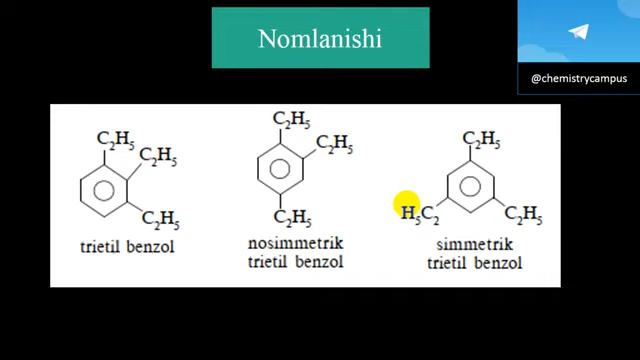 Nomlanishi
@chemistrycampus
C₂H₅
C₂H₅
C₂H₅
trietil benzol
C₂H₅
C₂H₅
C₂H₅
nosimmetrik
trietil benzol
C₂H₅
H₅C₂
C₂H₅
simmetrik
trietil benzol